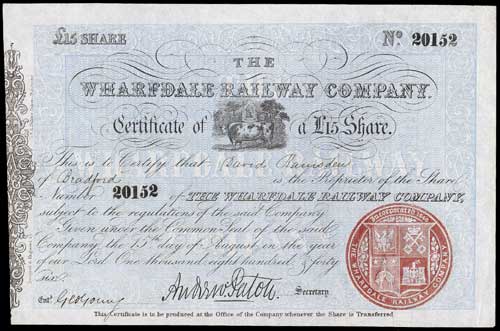 £15 SHARE Nº 20152
THE
WHARFDALE RAILWAY COMPANY.
Certificate of a £15 Share.
This is to Certify that David Ramsden
of Bradford is the Proprietor of the Share
Number 20152 of THE WHARFDALE RAILWAY COMPANY,
subject to the regulations of the said Company
Given under the Common Seal of the said
Company the 15th day of August in the year
of our Lord One thousand eight hundred & forty
six.
Andrew Paton. Secretary
Entd. Geo Young
This Certificate is to be produced at the Office of the Company whenever the Share is Transferred
THE WHARFDALE RAILWAY COMPANY